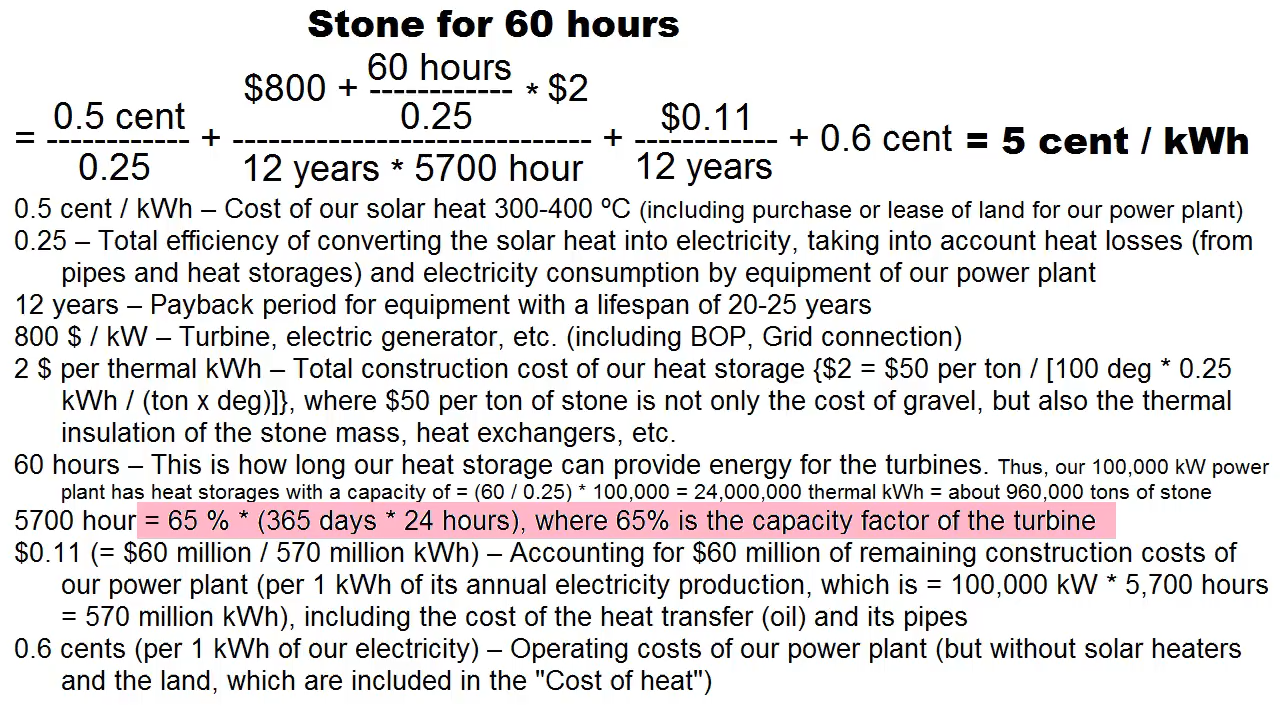 Stone for 60 hours
= 0.5 cent / 0.25 + ($800 + 60 hours / 0.25 * $2) / (12 years * 5700 hour) + $0.11 / 12 years + 0.6 cent = 5 cent / kWh
0.5 cent / kWh – Cost of our solar heat 300-400 ºC (including purchase or lease of land for our power plant)
0.25 – Total efficiency of converting the solar heat into electricity, taking into account heat losses (from
pipes and heat storages) and electricity consumption by equipment of our power plant
12 years – Payback period for equipment with a lifespan of 20-25 years
800 $ / kW – Turbine, electric generator, etc. (including BOP, Grid connection)
2 $ per thermal kWh – Total construction cost of our heat storage {$2 = $50 per ton / [100 deg * 0.25
kWh / (ton x deg)]}, where $50 per ton of stone is not only the cost of gravel, but also the thermal
insulation of the stone mass, heat exchangers, etc.
60 hours – This is how long our heat storage can provide energy for the turbines. Thus, our 100,000 kW power
plant has heat storages with a capacity of = (60 / 0.25) * 100,000 = 24,000,000 thermal kWh = about 960,000 tons of stone
5700 hour = 65 % * (365 days * 24 hours), where 65% is the capacity factor of the turbine
$0.11 (= $60 million / 570 million kWh) – Accounting for $60 million of remaining construction costs of
our power plant (per 1 kWh of its annual electricity production, which is = 100,000 kW * 5,700 hours
= 570 million kWh), including the cost of the heat transfer (oil) and its pipes
0.6 cents (per 1 kWh of our electricity) – Operating costs of our power plant (but without solar heaters
and the land, which are included in the "Cost of heat")